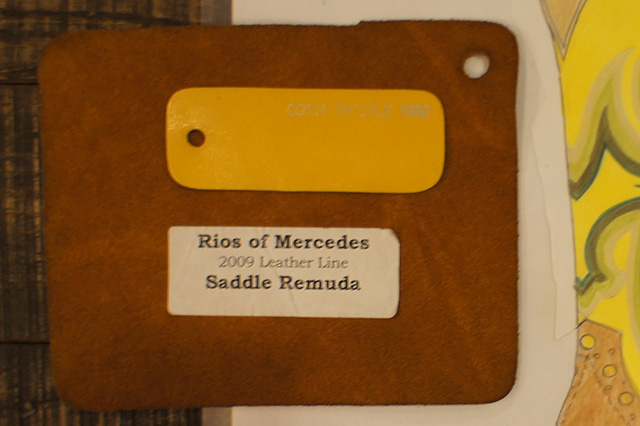 Rios of Mercedes
2009 Leather Line
Saddle Remuda